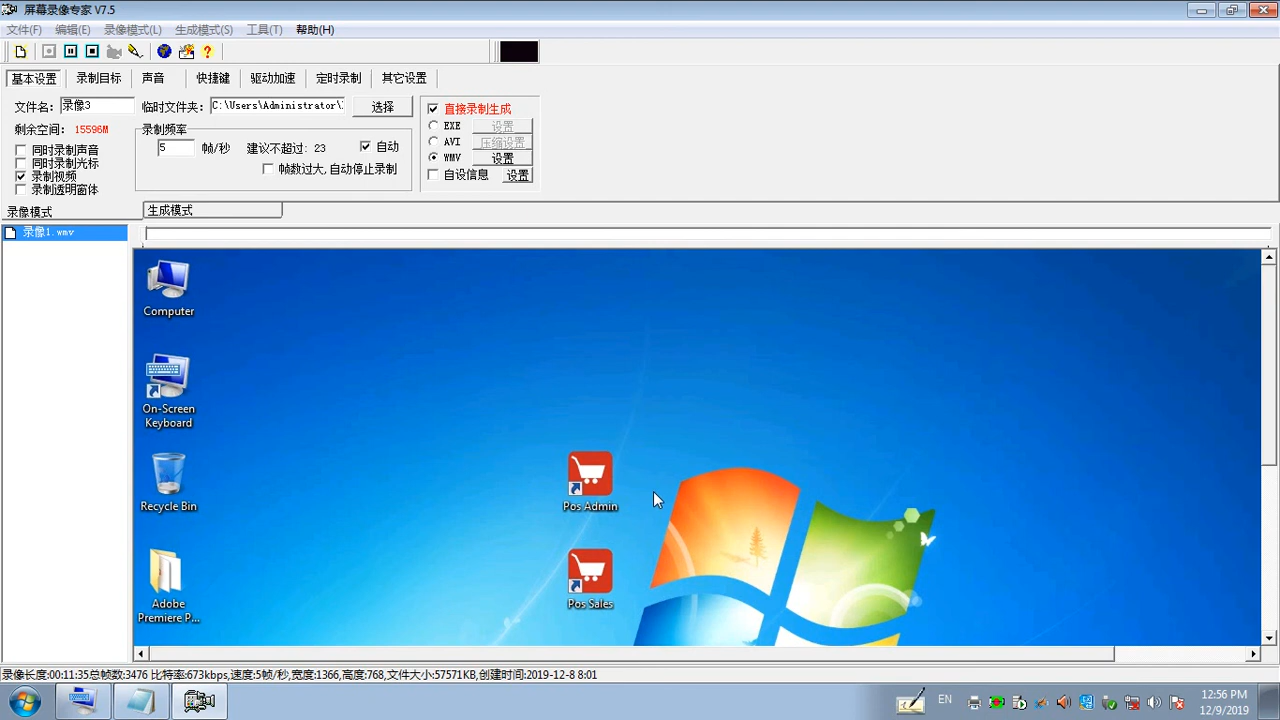 屏幕录像专家 V7.5
文件(F) 编辑(E) 录像模式(L) 生成模式(S) 工具(T) 帮助(H)
基本设置 录制目标 声音 快捷键 驱动加速 定时录制 其它设置
文件名: 录像3 临时文件夹: C:\Users\Administrator\ 选择
剩余空间: 15596M
同时录制声音
同时录制光标
录制视频
录制透明窗体
录制频率
5 帧/秒 建议不超过: 23 自动
帧数过大,自动停止录制
直接录制生成
EXE 设置
AVI 压缩设置
WMV 设置
自设信息 设置
录像模式 生成模式
录像1.wmv
Computer
On-Screen
Keyboard
Recycle Bin
Adobe
Premiere P...
Pos Admin
Pos Sales
录像长度:00:11:35总帧数:3476 比特率:673kbps,速度:5帧/秒,宽度:1366,高度:768,文件大小:57571KB,创建时间:2019-12-8 8:01
EN
12:56 PM
12/9/2019